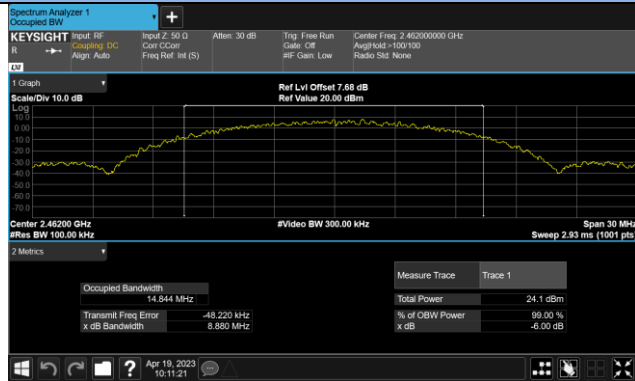 Spectrum Analyzer 1
Occupied BW
+
KEYSIGHT
R
LXI
Input: RF
Coupling: DC
Align: Auto
Input Z: 50 Ω
Corr CCorr
Freq Ref: Int (S)
Atten: 30 dB
Trig: Free Run
Gate: Off
#IF Gain: Low
Center Freq: 2.462000000 GHz
Avg|Hold:>100/100
Radio Std: None
1 Graph
Scale/Div 10.0 dB
Ref Lvl Offset 7.68 dB
Ref Value 20.00 dBm
Log
10.0
0.00
-10.0
-20.0
-30.0
-40.0
-50.0
-60.0
-70.0
Center 2.46200 GHz
#Res BW 100.00 kHz
#Video BW 300.00 kHz
Span 30 MHz
Sweep 2.93 ms (1001 pts)
2 Metrics
Occupied Bandwidth
14.844 MHz
Transmit Freq Error -48.220 kHz
x dB Bandwidth 8.880 MHz
Measure Trace Trace 1
Total Power 24.1 dBm
% of OBW Power 99.00 %
x dB -6.00 dB
?
Apr 19, 2023
10:11:21